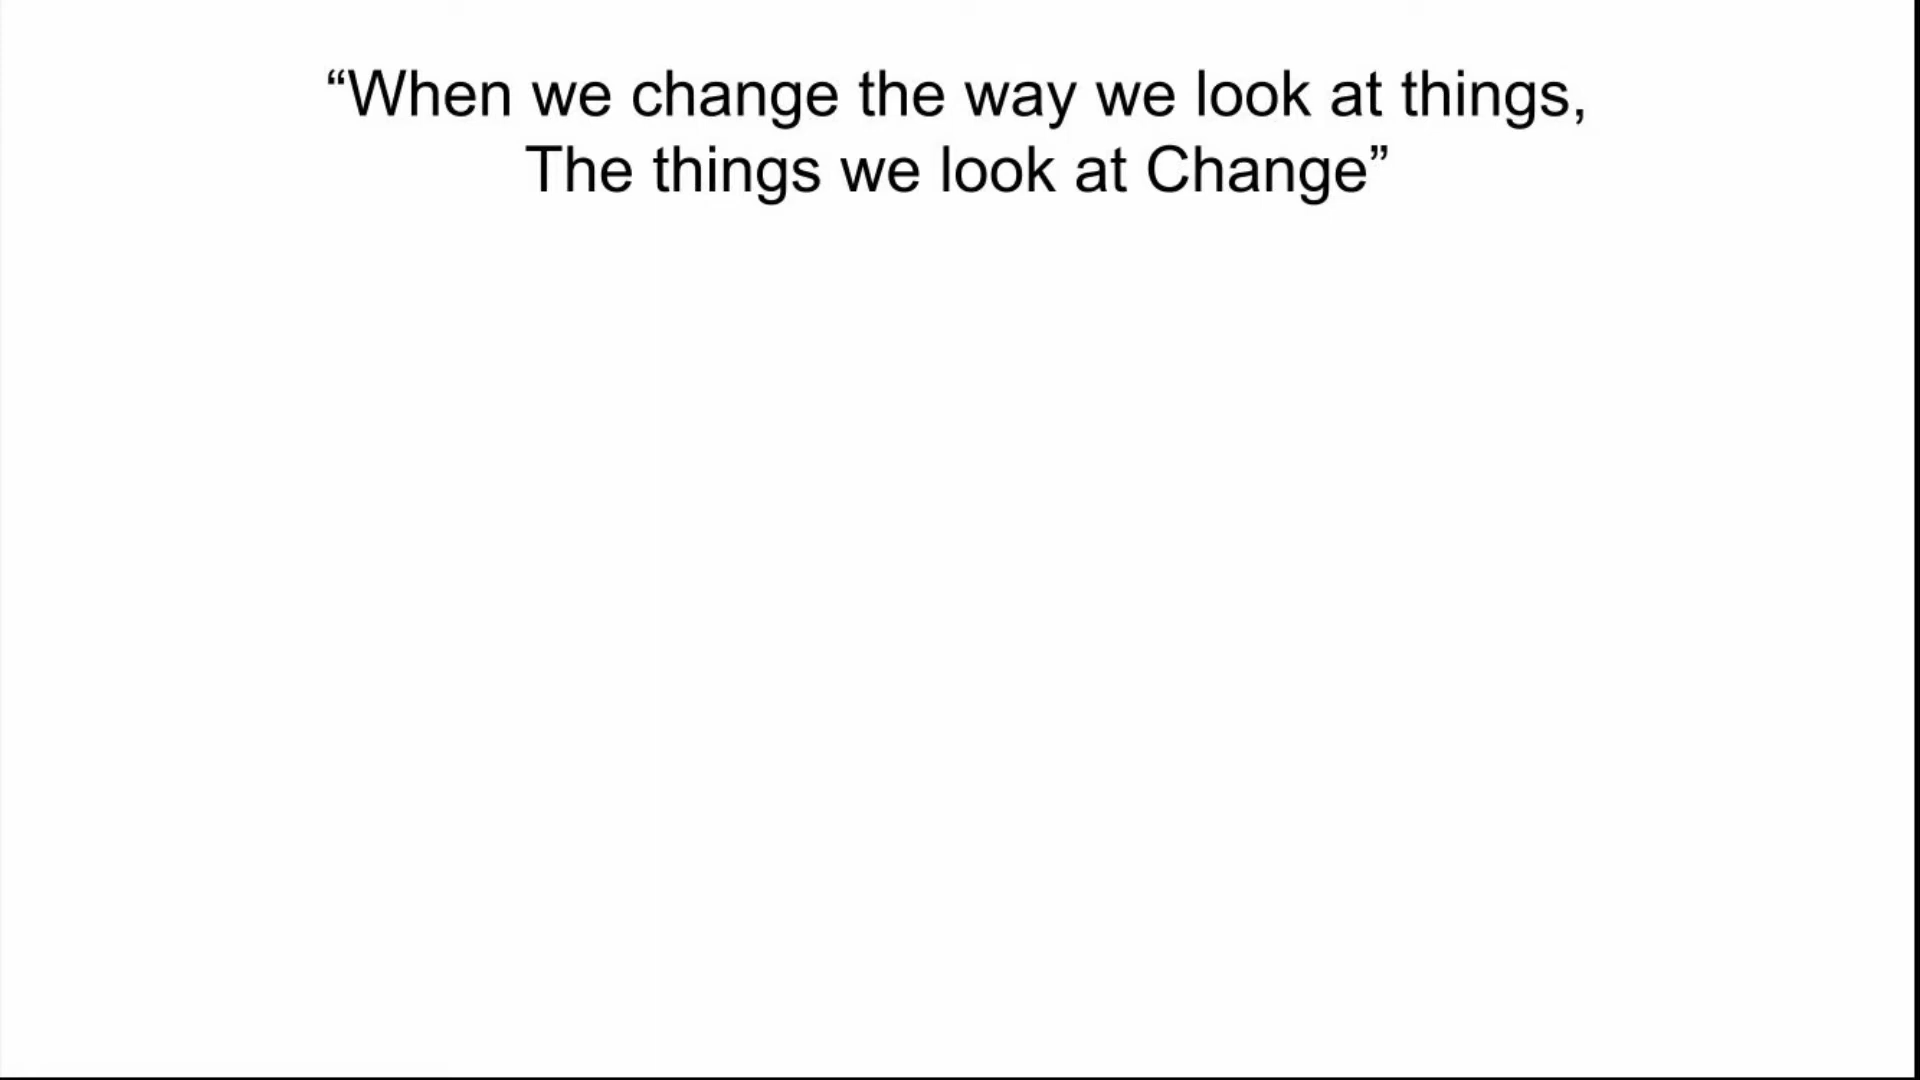 “When we change the way we look at things,
The things we look at Change”